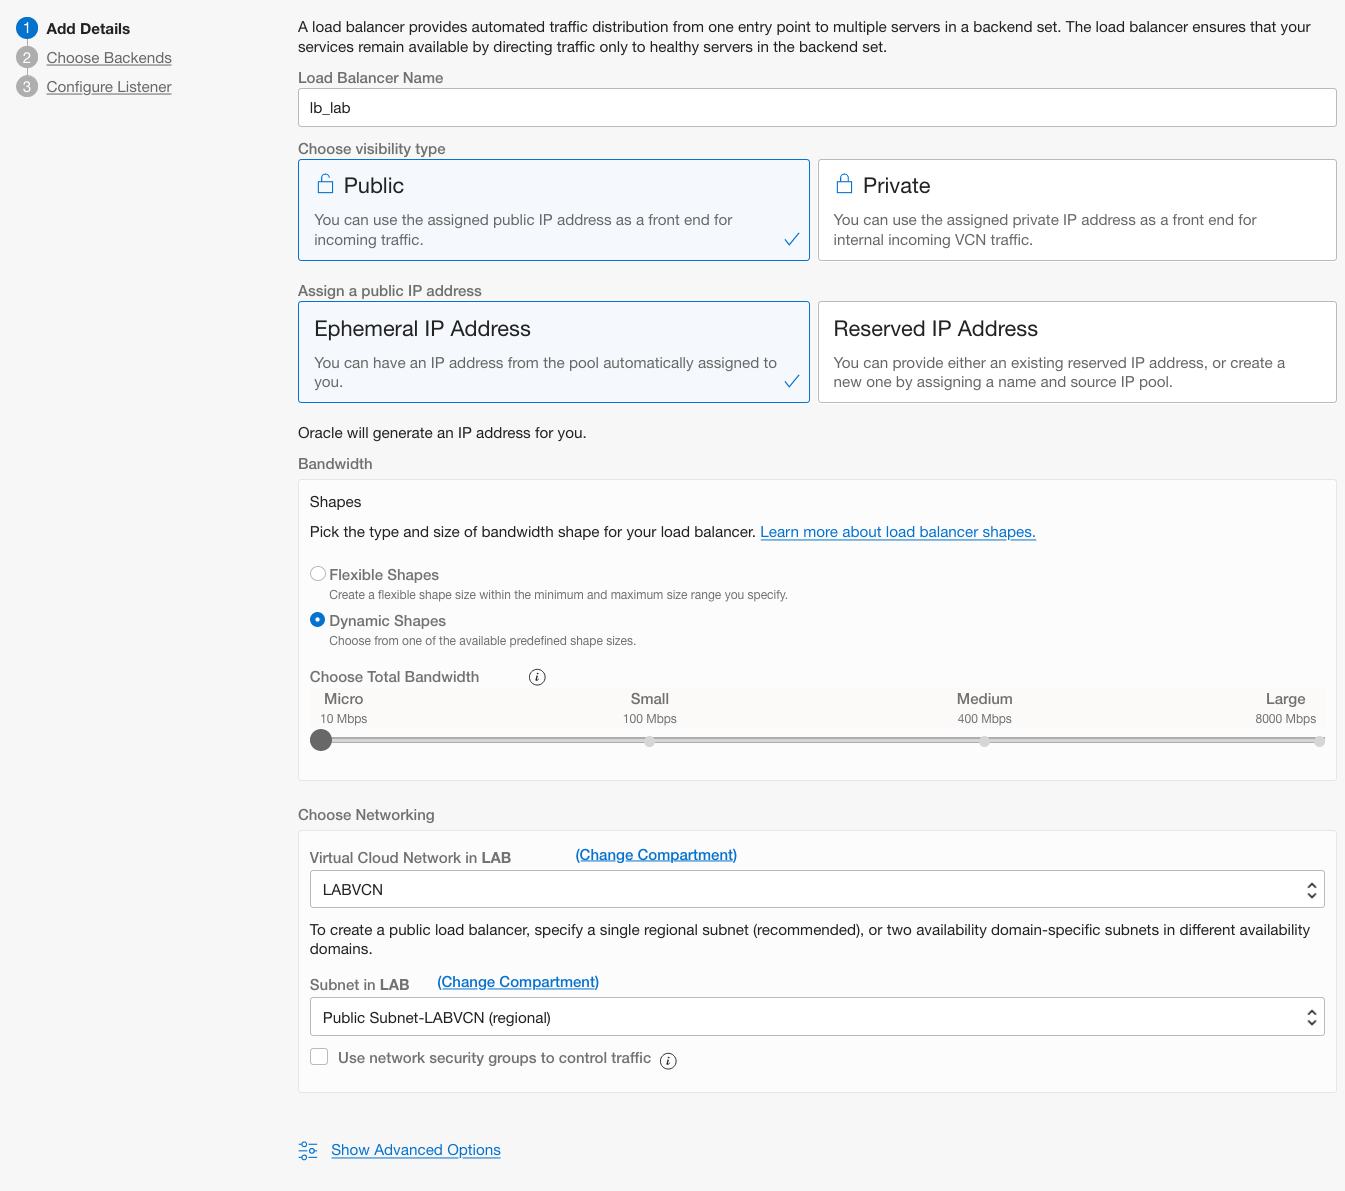 1 Add Details
2 Choose Backends
3 Configure Listener
A load balancer provides automated traffic distribution from one entry point to multiple servers in a backend set. The load balancer ensures that your
services remain available by directing traffic only to healthy servers in the backend set.
Load Balancer Name
lb_lab
Choose visibility type
Public
You can use the assigned public IP address as a front end for
incoming traffic.
Private
You can use the assigned private IP address as a front end for
internal incoming VCN traffic.
Assign a public IP address
Ephemeral IP Address
You can have an IP address from the pool automatically assigned to
you.
Reserved IP Address
You can provide either an existing reserved IP address, or create a
new one by assigning a name and source IP pool.
Oracle will generate an IP address for you.
Bandwidth
Shapes
Pick the type and size of bandwidth shape for your load balancer. Learn more about load balancer shapes.
Flexible Shapes
Create a flexible shape size within the minimum and maximum size range you specify.
Dynamic Shapes
Choose from one of the available predefined shape sizes.
Choose Total Bandwidth i
Micro Small Medium Large
10 Mbps 100 Mbps 400 Mbps 8000 Mbps
Choose Networking
Virtual Cloud Network in LAB (Change Compartment)
LABVCN
To create a public load balancer, specify a single regional subnet (recommended), or two availability domain-specific subnets in different availability
domains.
Subnet in LAB (Change Compartment)
Public Subnet-LABVCN (regional)
Use network security groups to control traffic i
Show Advanced Options